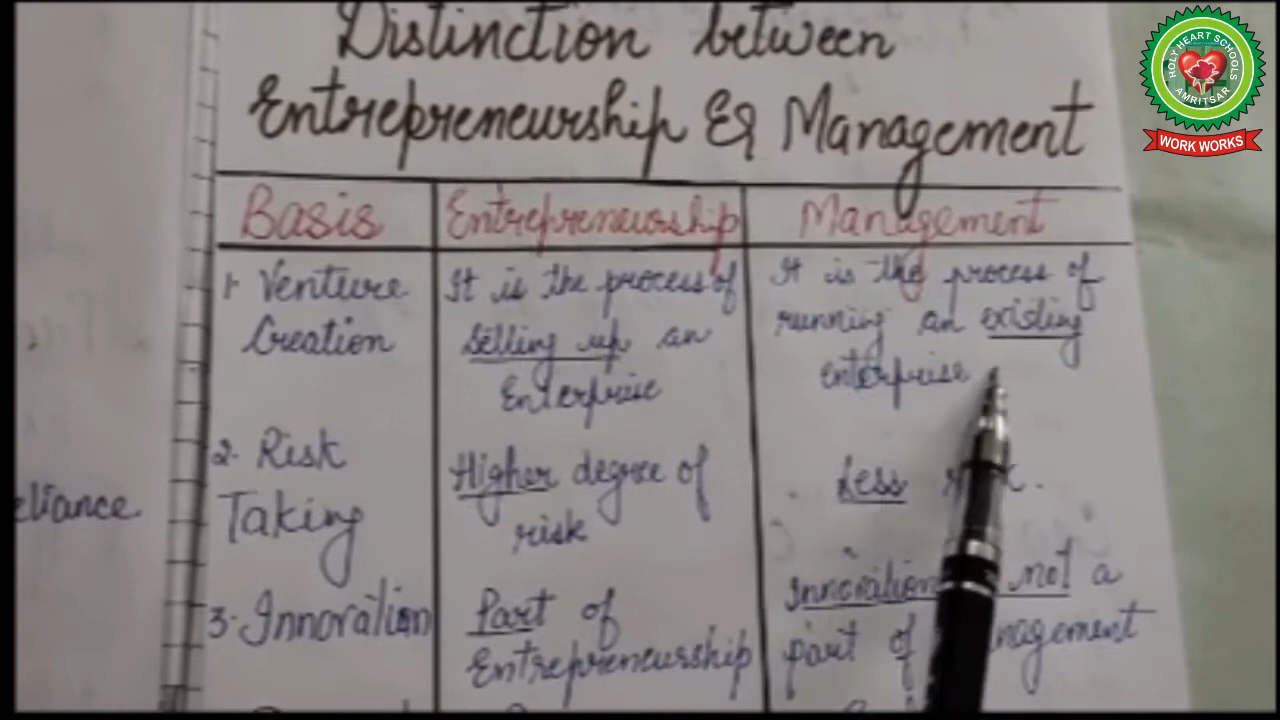 Distinction between
Entrepreneurship & Management
Basis Entrepreneurship Management
1. Venture Creation
It is the process of
setting up an
Enterprise
It is the process of
running an existing
enterprise
2. Risk
Taking
Higher degree of
risk
Less
3. Innovation
Part of
Entrepreneurship
Innovation not a
part of
eliance
HOLY HEART SCHOOLS
AMRITSAR
WORK WORKS